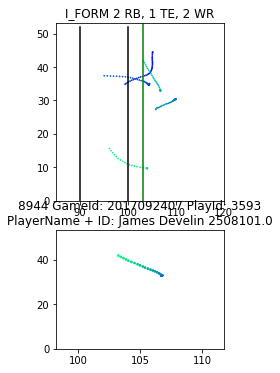 I_FORM 2 RB, 1 TE, 2 WR
50
40
30
20
10
0
90 100 110 120
8944 GameId: 2017092407 PlayId: 3593
PlayerName + ID: James Develin 2508101.0
40
20
0
100 105 110